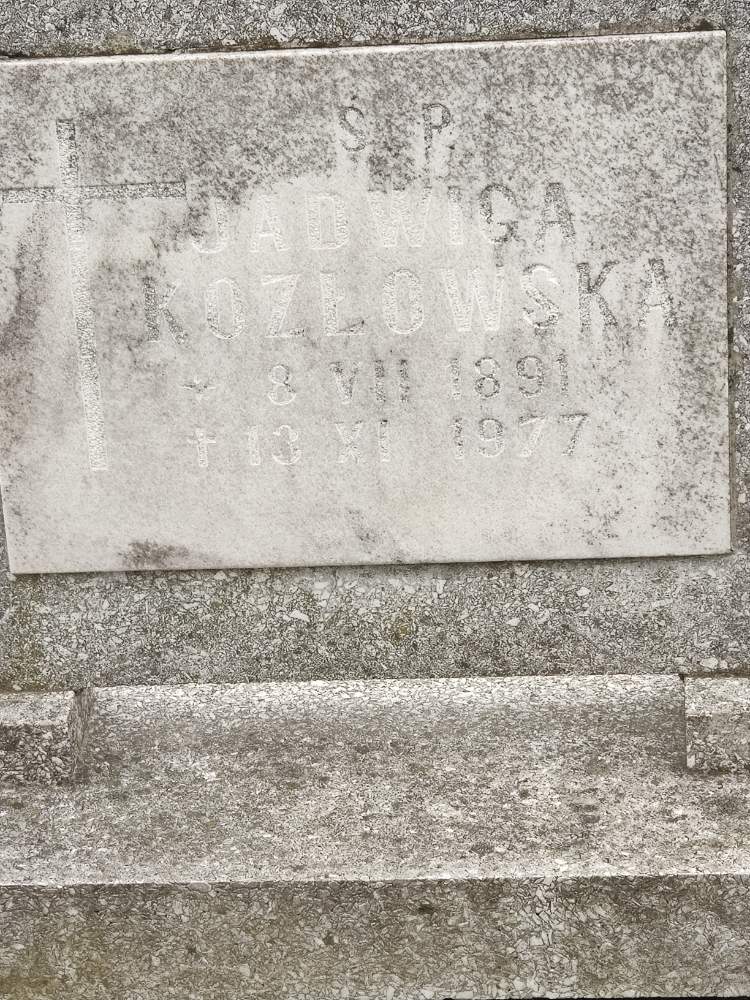 S P
JADWIGA
KOZŁOWSKA
* 8 VII 1891
† 13 XI 1977